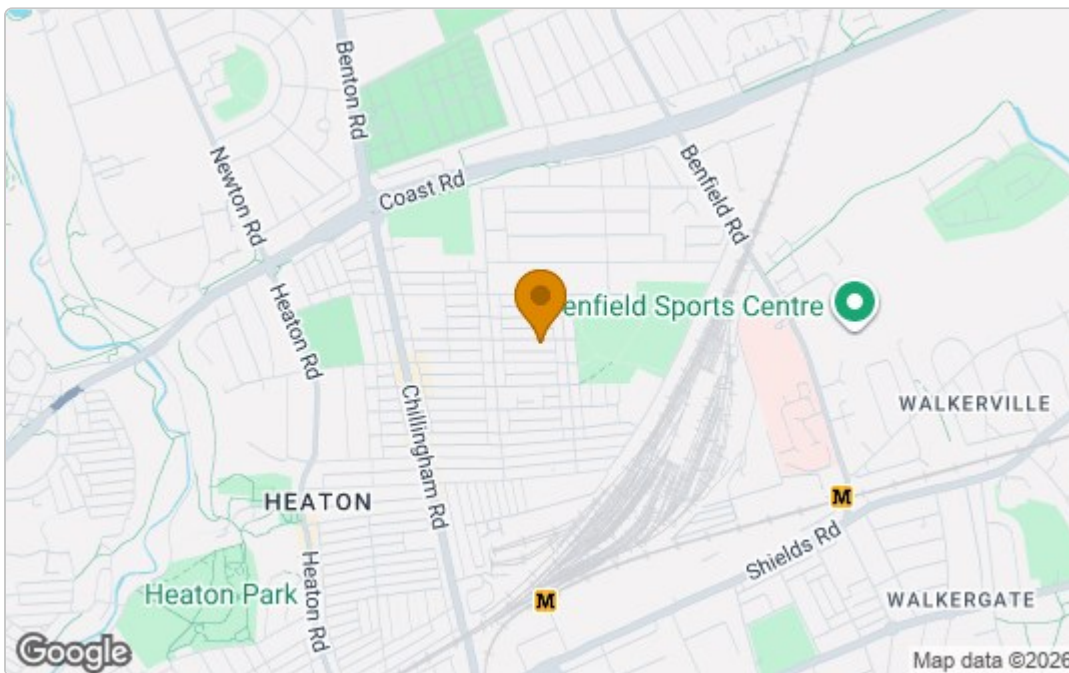 Benton Rd
Newton Rd
Coast Rd
Benfield Rd
Heaton Rd
enfield Sports Centre
Chillingham Rd
WALKERVILLE
HEATON
M
Shields Rd
M
Heaton Park
Heaton Rd
WALKERGATE
Google
Map data ©2026